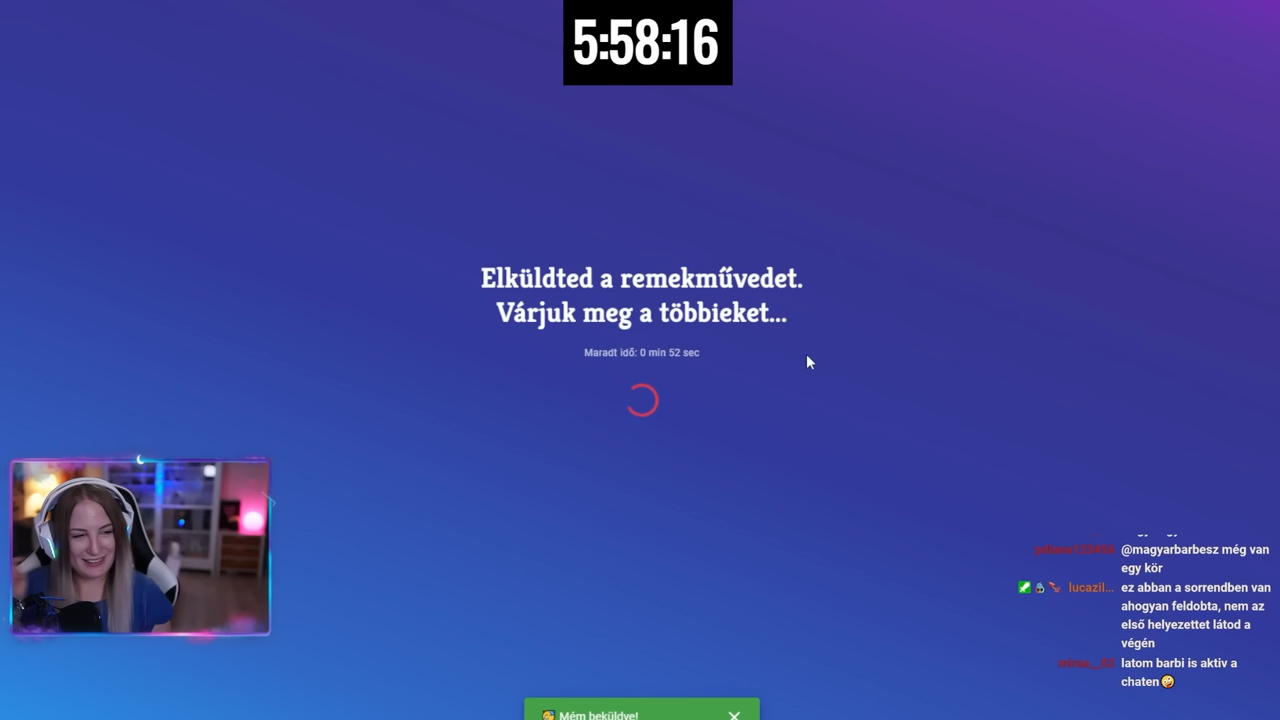 5:58:16
Elküldted a remekművedet.
Várjuk meg a többieket...
Maradt idő: 0 min 52 sec
@magyarbarbesz még van
egy kör
lucazil... ez abban a sorrendben van
ahogyan feldobta, nem az
első helyezettet látod a
végén
latom barbi is aktiv a
chaten
Mém beküldve!